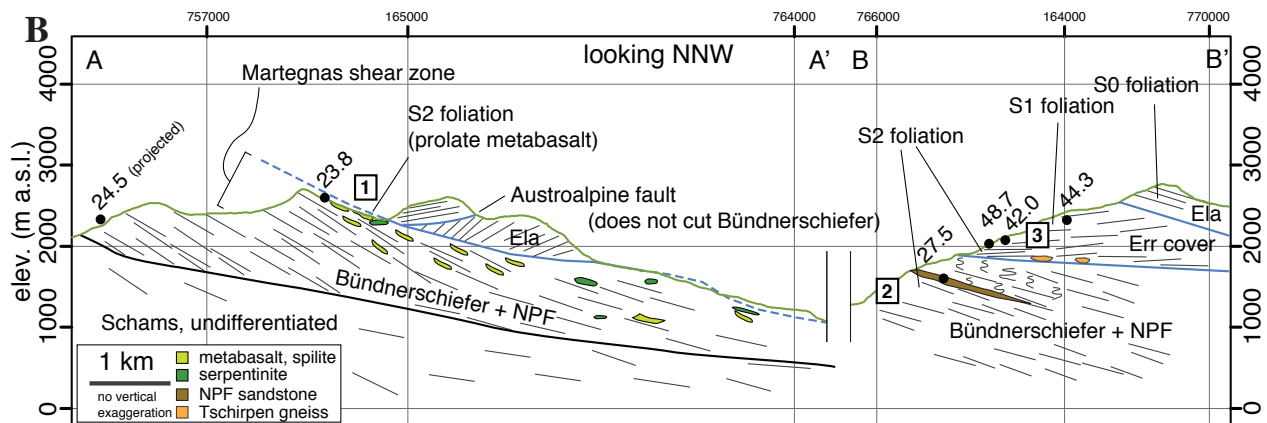 B
757000
165000
764000
766000
164000
770000
A
looking NNW
A'
B
B'
Martegnas shear zone
S0 foliation
S1 foliation
S2 foliation
(prolate metabasalt)
S2 foliation
24.5 (projected)
23.8
1
Austroalpine fault
(does not cut Bündnerschiefer)
48.7
42.0
44.3
27.5
3
2
Ela
Ela
Err cover
Bündnerschiefer + NPF
Bündnerschiefer + NPF
Schams, undifferentiated
elev. (m a.s.l.)
4000
3000
2000
1000
0
4000
3000
2000
1000
0
1 km
no vertical
exaggeration
metabasalt, spilite
serpentinite
NPF sandstone
Tschirpen gneiss